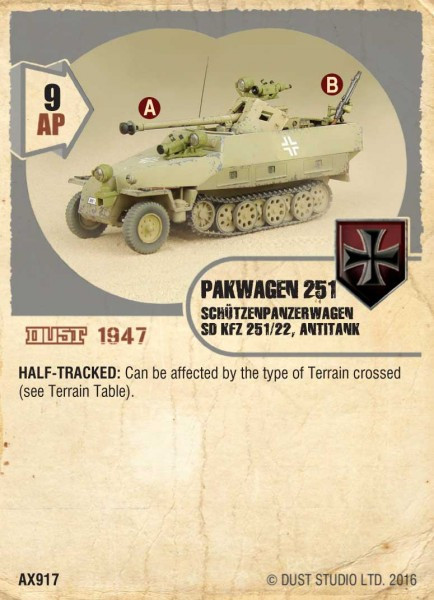 9
AP
A
B
PAKWAGEN 251
SCHÜTZENPANZERWAGEN
SD KFZ 251/22, ANTITANK
DUST 1947
HALF-TRACKED: Can be affected by the type of Terrain crossed
(see Terrain Table).
AX917
© DUST STUDIO LTD. 2016